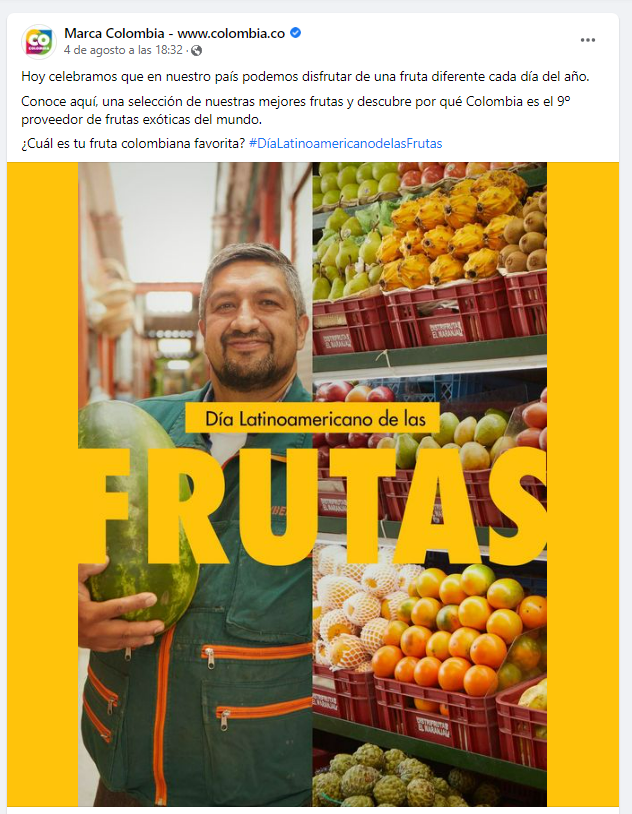 Marca Colombia - www.colombia.co
4 de agosto a las 18:32 ·
Hoy celebramos que en nuestro país podemos disfrutar de una fruta diferente cada día del año.
Conoce aquí, una selección de nuestras mejores frutas y descubre por qué Colombia es el 9º
proveedor de frutas exóticas del mundo.
¿Cuál es tu fruta colombiana favorita? #DíaLatinoamericanodelasFrutas
CO
COLOMBIA
Día Latinoamericano de las
FRUTAS
DISTRIFRUTAS
EL NARANJAL